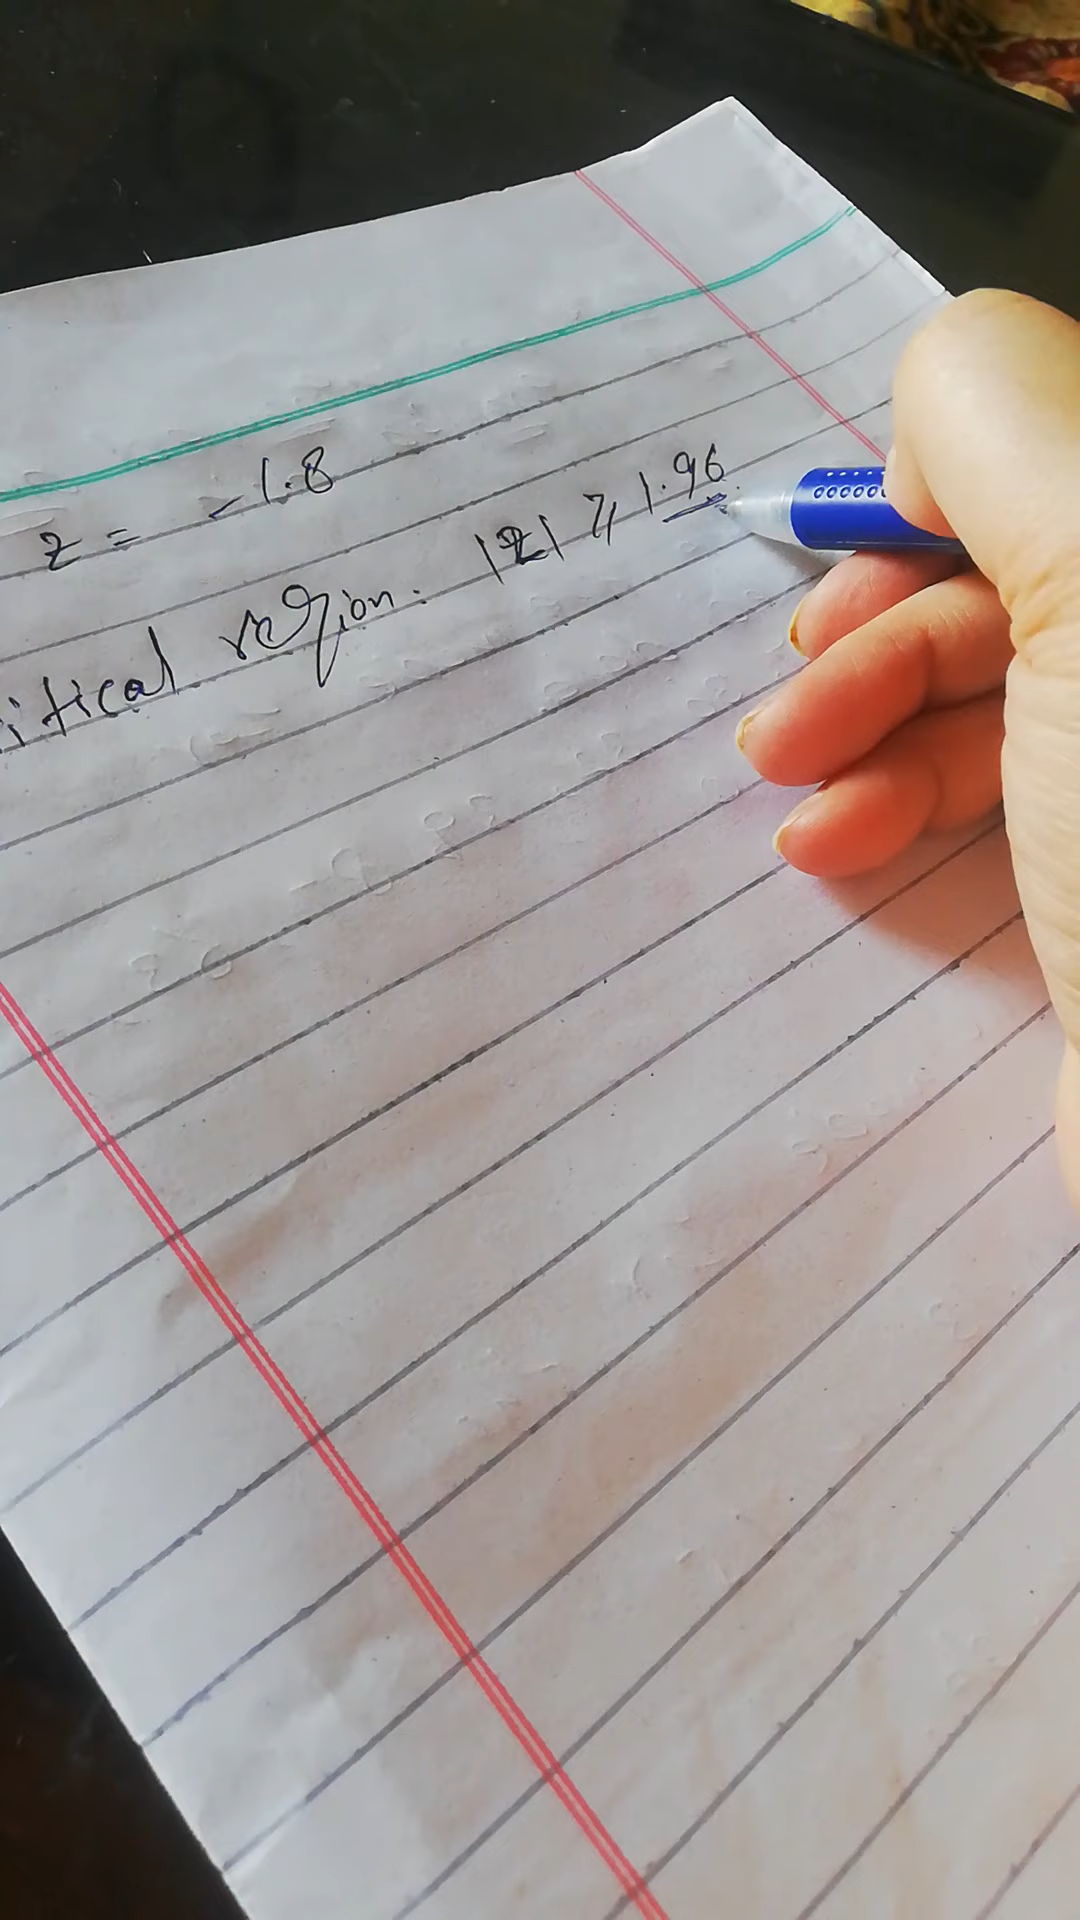 z = -1.8
itical region. |z| ⩾ 1.96